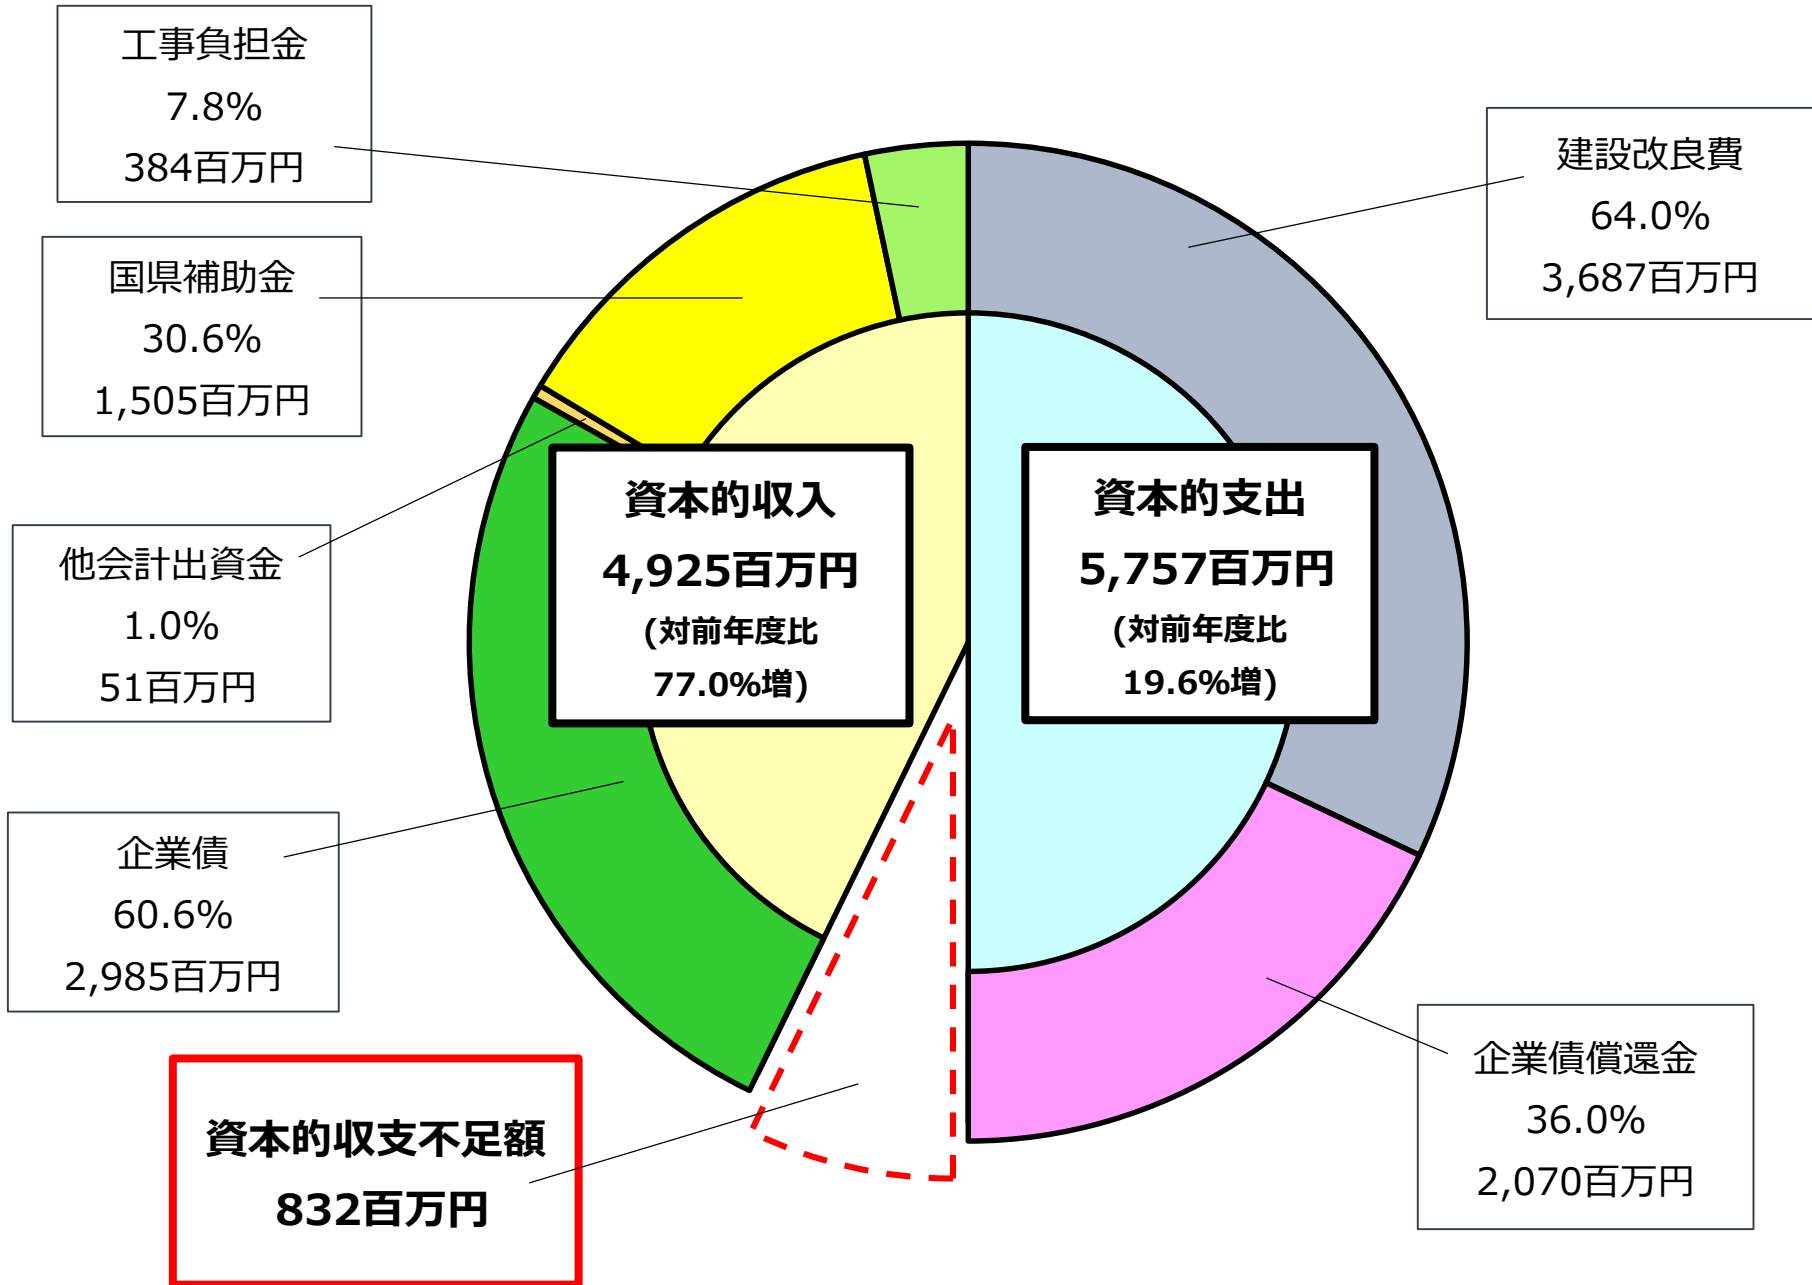 工事負担金
7.8%
384百万円
国県補助金
30.6%
1,505百万円
他会計出資金
1.0%
51百万円
企業債
60.6%
2,985百万円
資本的収支不足額
832百万円
資本的収入
4,925百万円
(対前年度比
77.0%増)
資本的支出
5,757百万円
(対前年度比
19.6%増)
建設改良費
64.0%
3,687百万円
企業債償還金
36.0%
2,070百万円